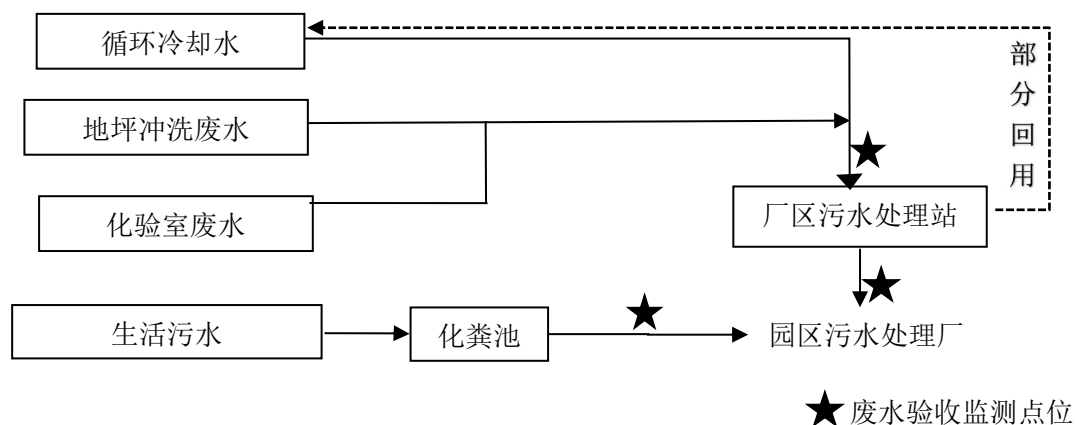 循环冷却水
部分回用
地坪冲洗废水
化验室废水
厂区污水处理站
生活污水
化粪池
园区污水处理厂
废水验收监测点位